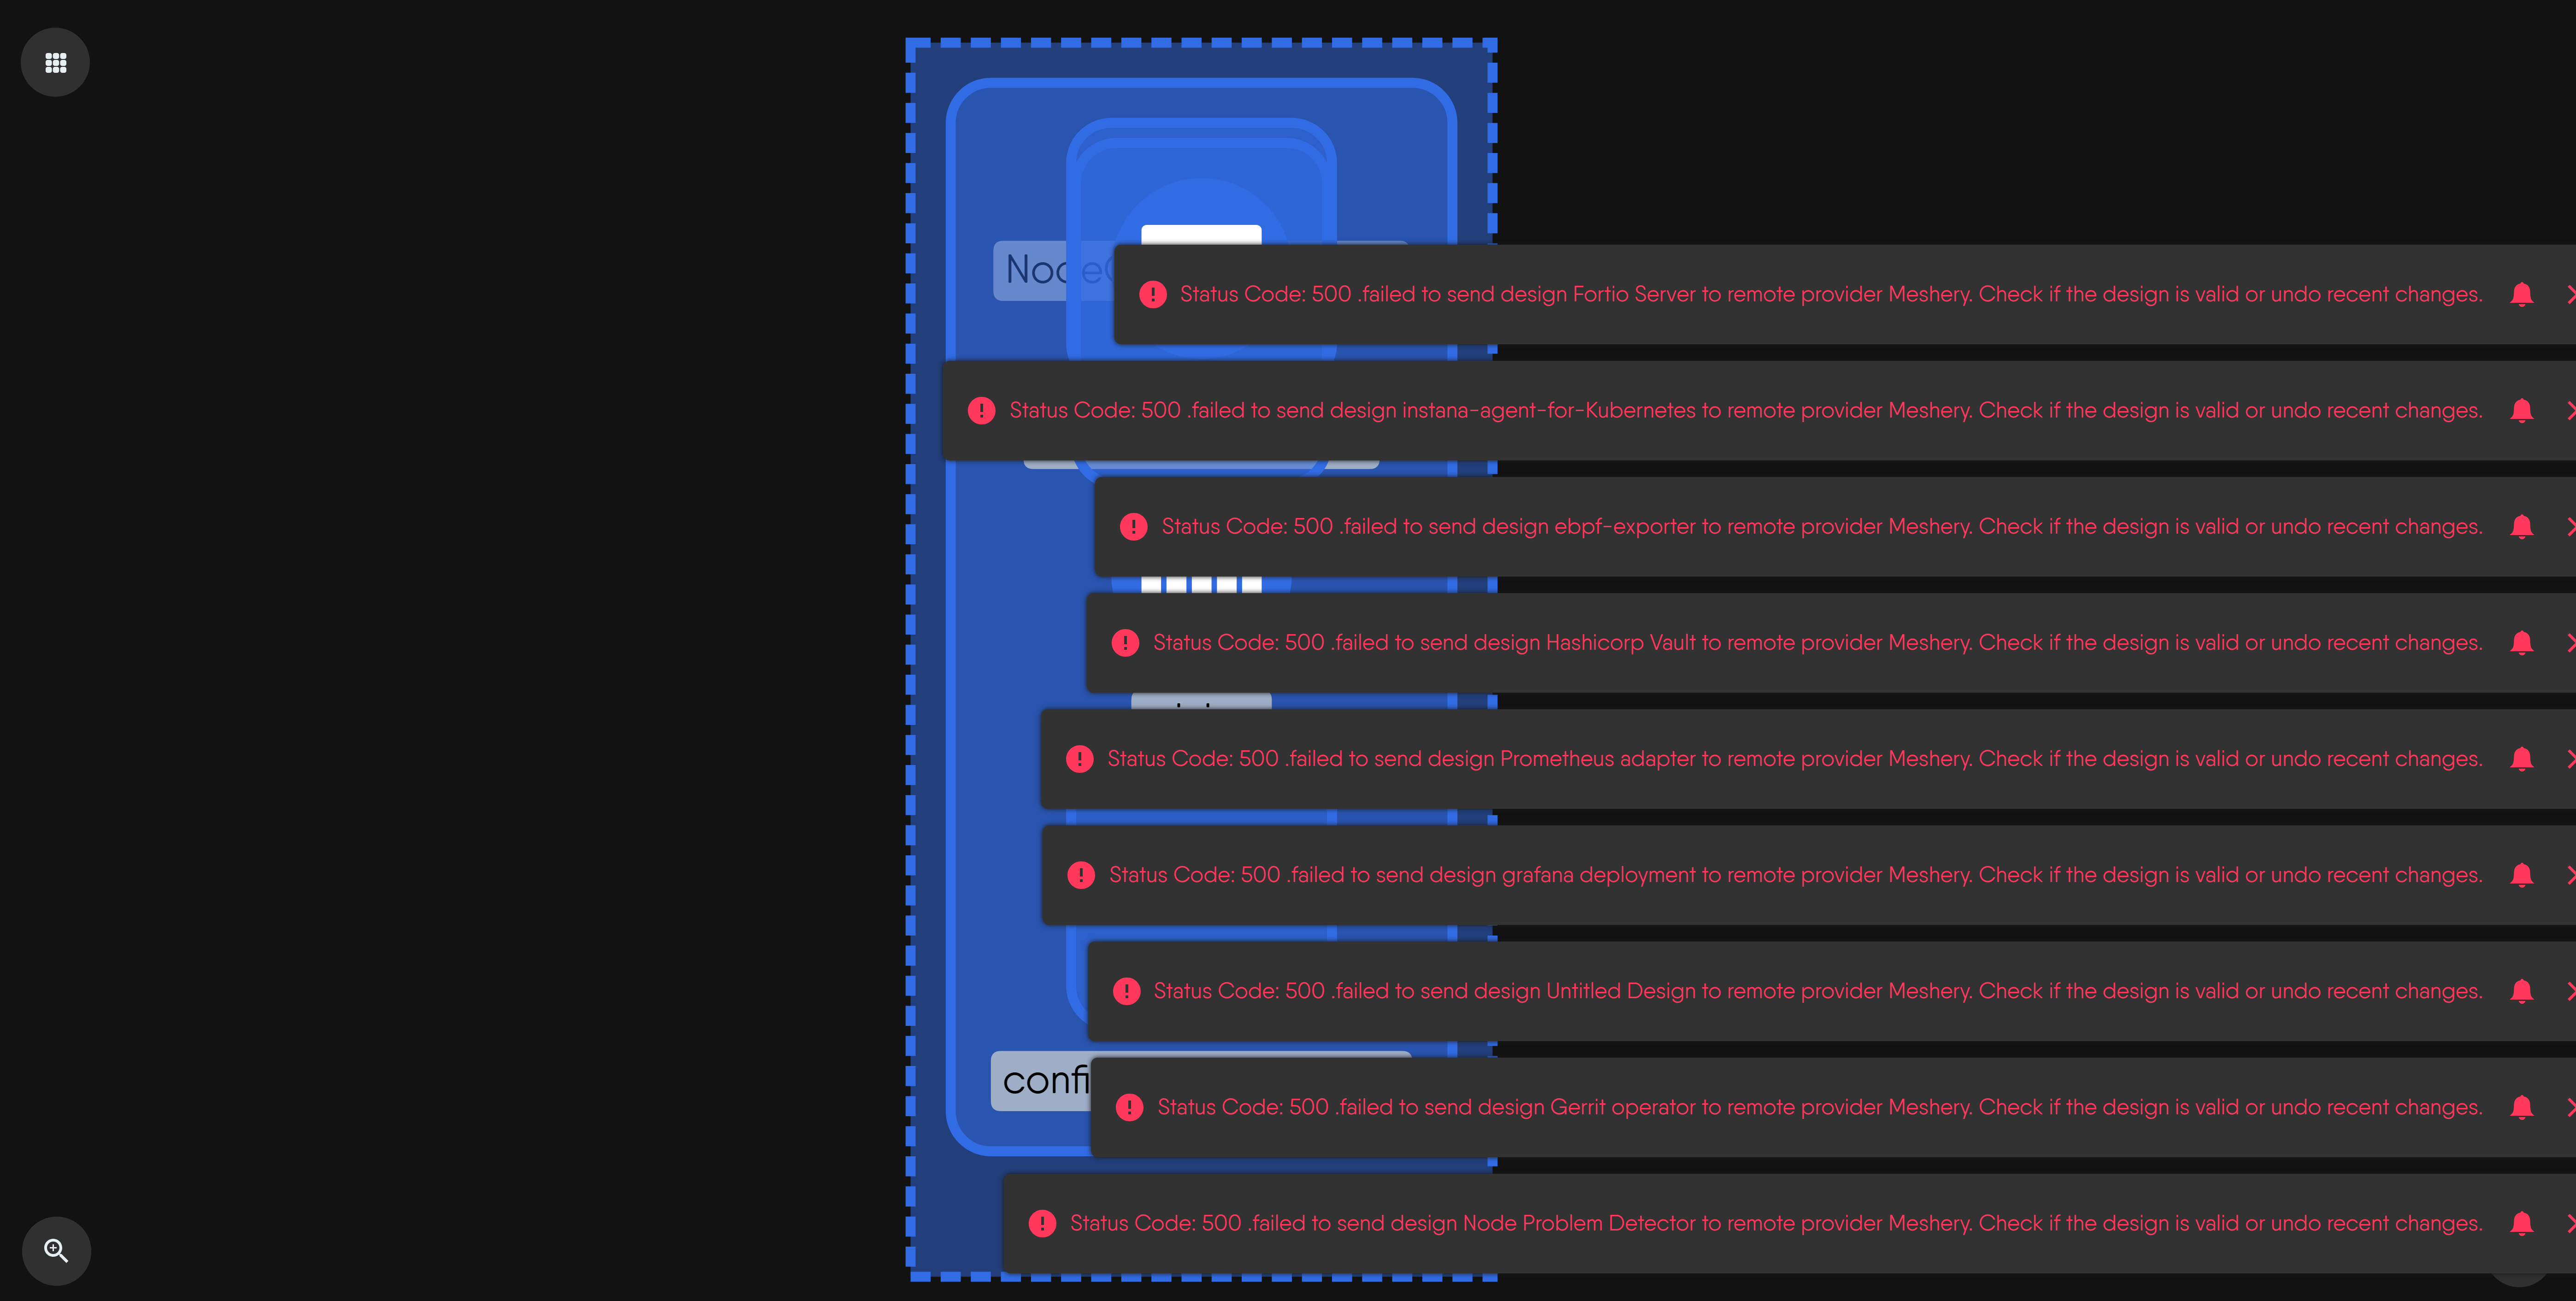 Status Code: 500 .failed to send design Fortio Server to remote provider Meshery. Check if the design is valid or undo recent changes.
Status Code: 500 .failed to send design instana-agent-for-Kubernetes to remote provider Meshery. Check if the design is valid or undo recent changes.
Status Code: 500 .failed to send design ebpf-exporter to remote provider Meshery. Check if the design is valid or undo recent changes.
Status Code: 500 .failed to send design Hashicorp Vault to remote provider Meshery. Check if the design is valid or undo recent changes.
Status Code: 500 .failed to send design Prometheus adapter to remote provider Meshery. Check if the design is valid or undo recent changes.
Status Code: 500 .failed to send design grafana deployment to remote provider Meshery. Check if the design is valid or undo recent changes.
Status Code: 500 .failed to send design Untitled Design to remote provider Meshery. Check if the design is valid or undo recent changes.
Status Code: 500 .failed to send design Gerrit operator to remote provider Meshery. Check if the design is valid or undo recent changes.
Status Code: 500 .failed to send design Node Problem Detector to remote provider Meshery. Check if the design is valid or undo recent changes.